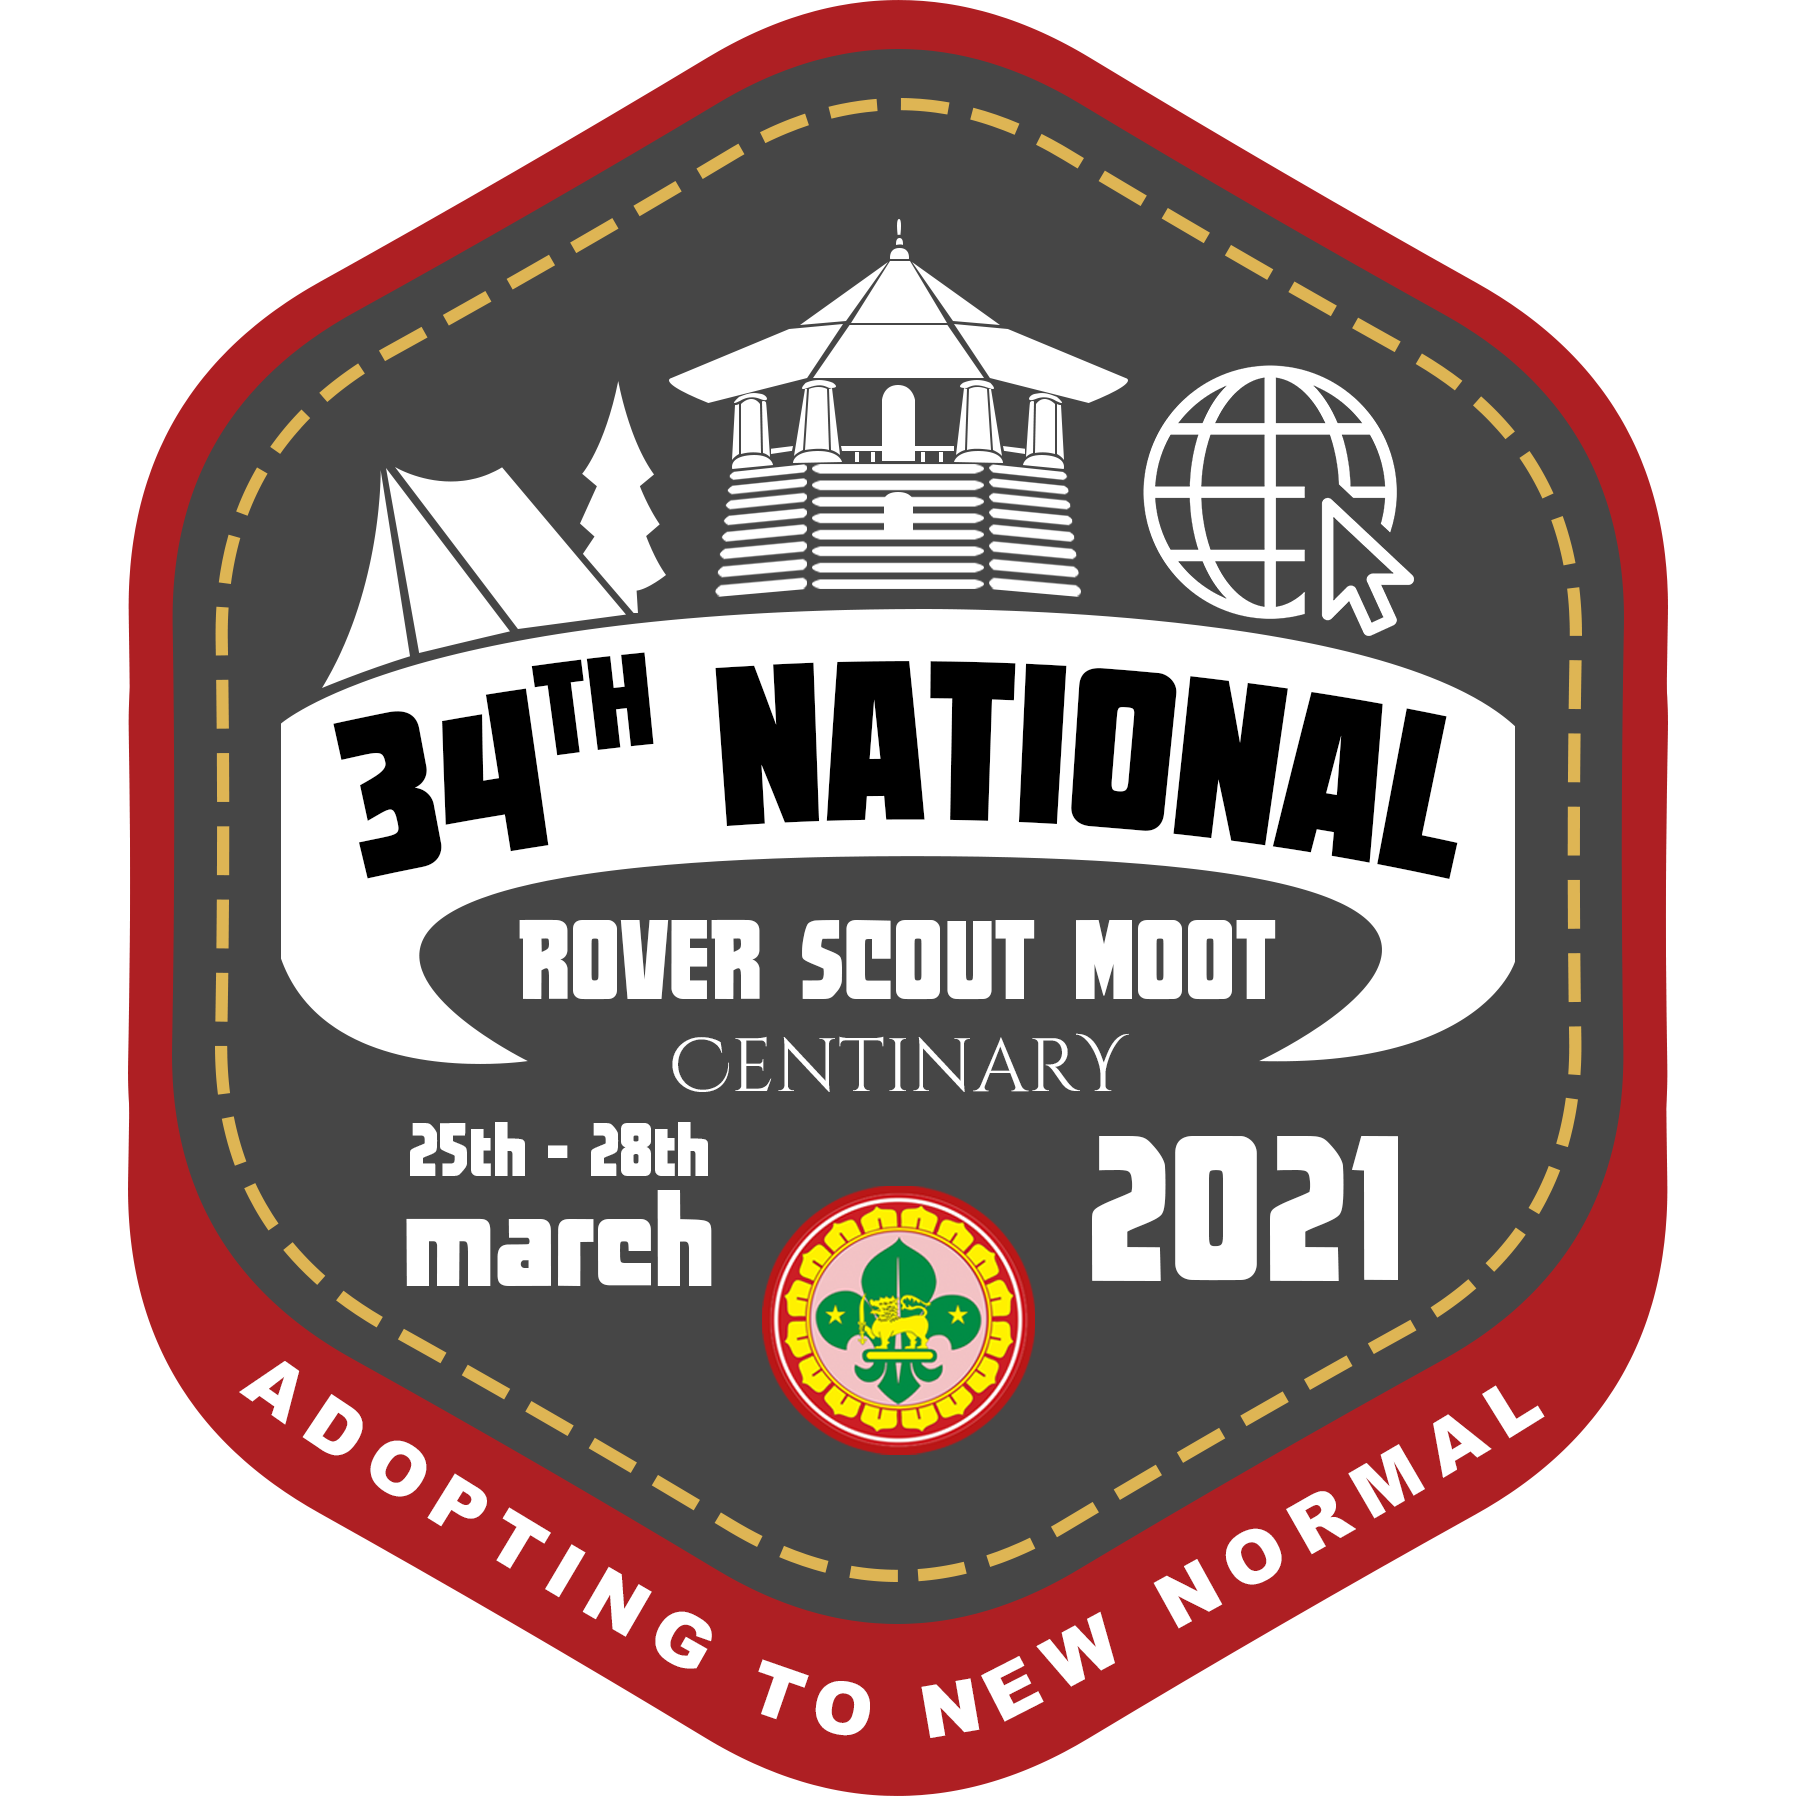 34TH NATIONAL
ROVER SCOUT MOOT
CENTINARY
25th - 28th
march
2021
ADOPTING TO NEW NORMAL